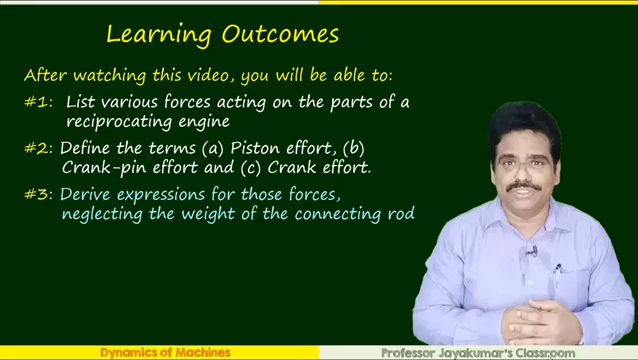 Learning Outcomes
After watching this video, you will be able to:
#1: List various forces acting on the parts of a
reciprocating engine
#2: Define the terms (a) Piston effort, (b)
Crank-pin effort and (c) Crank effort.
#3: Derive expressions for those forces,
neglecting the weight of the connecting rod
Dynamics of Machines
Professor Jayakumar's Classroom